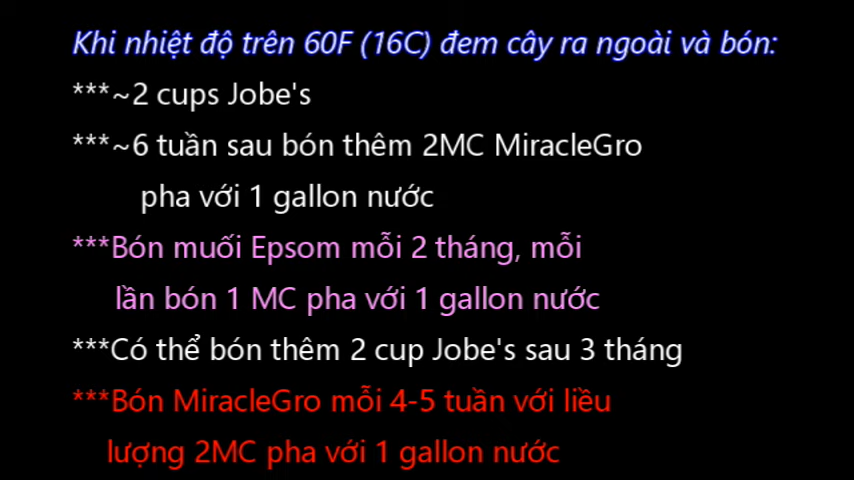 Khi nhiệt độ trên 60F (16C) đem cây ra ngoài và bón:
***~2 cups Jobe's
***~6 tuần sau bón thêm 2MC MiracleGro
pha với 1 gallon nước
***Bón muối Epsom mỗi 2 tháng, mỗi
lần bón 1 MC pha với 1 gallon nước
***Có thể bón thêm 2 cup Jobe's sau 3 tháng
***Bón MiracleGro mỗi 4-5 tuần với liều
lượng 2MC pha với 1 gallon nước